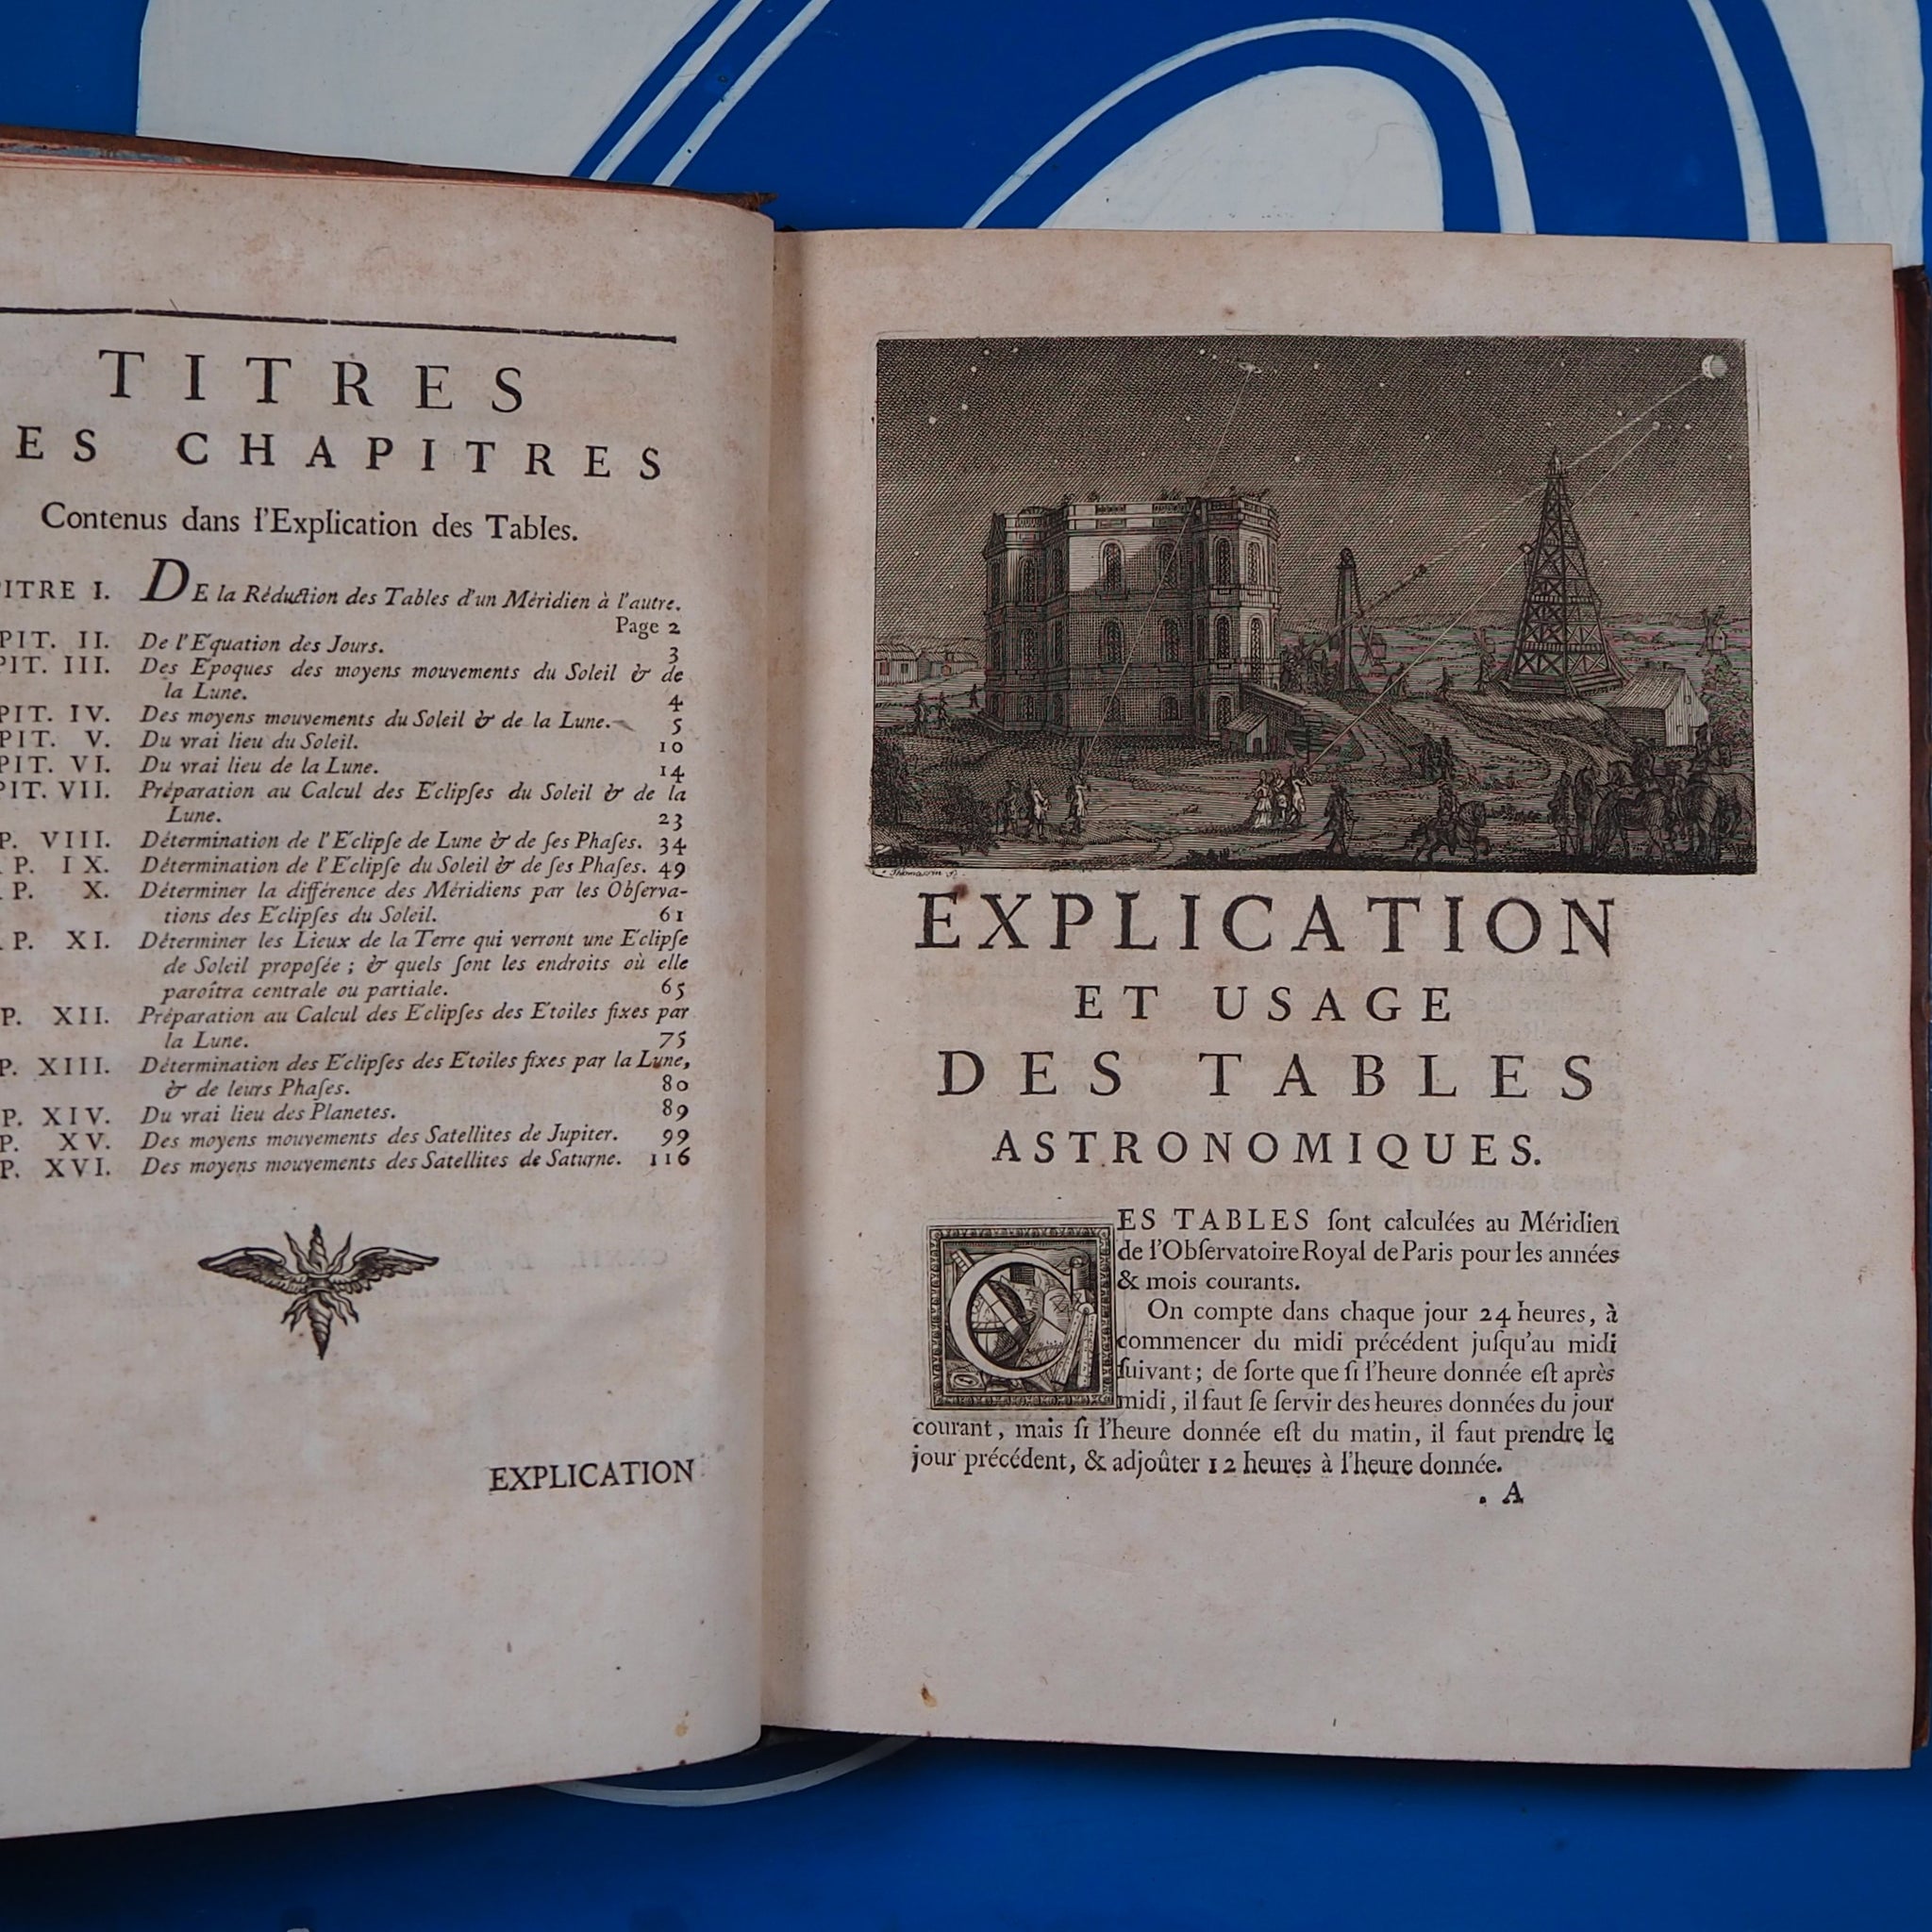 TITRES
ES CHAPITRES
Contenus dans l'Explication des Tables.
ITRE I. DE la Réduction des Tables d'un Méridien à l'autre.
Page 2
PIT. II. De l'Equation des Jours. 3
PIT. III. Des Epoques des moyens mouvements du Soleil & de
la Lune. 4
PIT. IV. Des moyens mouvements du Soleil & de la Lune. 5
PIT. V. Du vrai lieu du Soleil. 10
PIT. VI. Du vrai lieu de la Lune. 14
PIT. VII. Préparation au Calcul des Eclipſes du Soleil & de la
Lune. 23
P. VIII. Détermination de l'Eclipſe de Lune & de ſes Phaſes. 34
P. IX. Détermination de l'Eclipſe du Soleil & de ſes Phaſes. 49
P. X. Déterminer la différence des Méridiens par les Obſerva-
tions des Eclipſes du Soleil. 61
P. XI. Déterminer les Lieux de la Terre qui verront une Eclipſe
de Soleil propoſée ; & quels ſont les endroits où elle
paroîtra centrale ou partiale. 65
P. XII. Préparation au Calcul des Eclipſes des Etoiles fixes par
la Lune. 75
P. XIII. Détermination des Eclipſes des Etoiles fixes par la Lune,
& de leurs Phaſes. 80
P. XIV. Du vrai lieu des Planetes. 89
P. XV. Des moyens mouvements des Satellites de Jupiter. 99
P. XVI. Des moyens mouvements des Satellites de Saturne. 116
EXPLICATION
Thomassin
EXPLICATION
ET USAGE
DES TABLES
ASTRONOMIQUES.
CES TABLES ſont calculées au Méridien
de l'Obſervatoire Royal de Paris pour les années
& mois courants.
On compte dans chaque jour 24 heures, à
commencer du midi précédent juſqu'au midi
ſuivant ; de ſorte que ſi l'heure donnée eſt après
midi, il faut ſe ſervir des heures données du jour
courant, mais ſi l'heure donnée eſt du matin, il faut prendre le
jour précédent, & adjoûter 12 heures à l'heure donnée.
. A